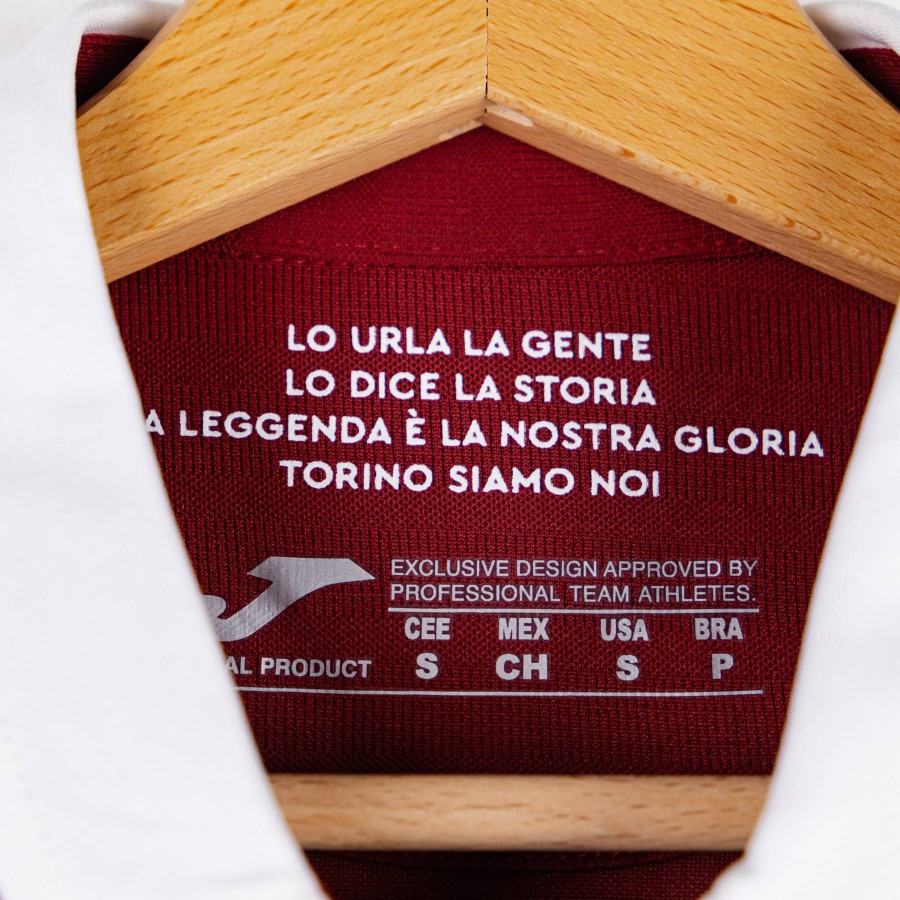 LO URLA LA GENTE
LO DICE LA STORIA
A LEGGENDA È LA NOSTRA GLORIA
TORINO SIAMO NOI
EXCLUSIVE DESIGN APPROVED BY
PROFESSIONAL TEAM ATHLETES.
CEE MEX USA BRA
S CH S P
AL PRODUCT